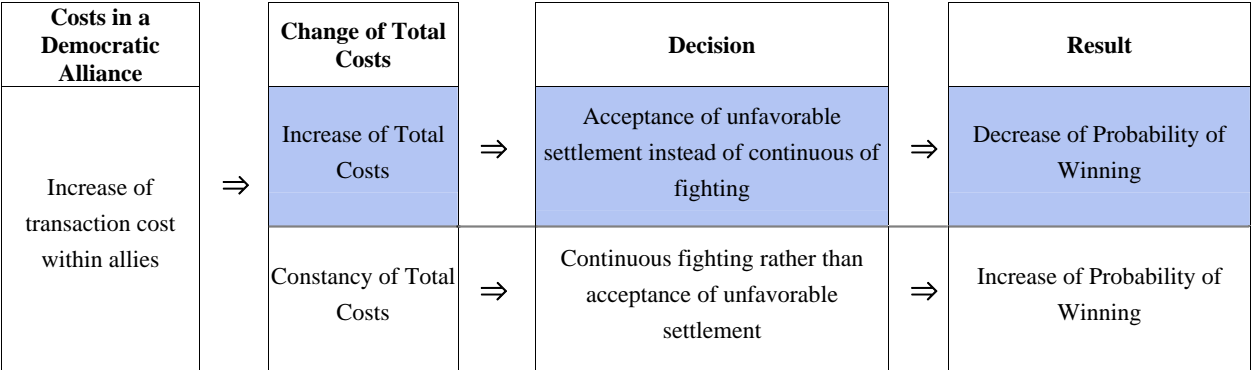 Costs in a
Democratic
Alliance
Change of Total
Costs
Decision
Result
Increase of
transaction cost
within allies
⇒
Increase of Total
Costs
⇒
Acceptance of unfavorable
settlement instead of continuous of
fighting
⇒
Decrease of Probability of
Winning
Constancy of Total
Costs
⇒
Continuous fighting rather than
acceptance of unfavorable
settlement
⇒
Increase of Probability of
Winning